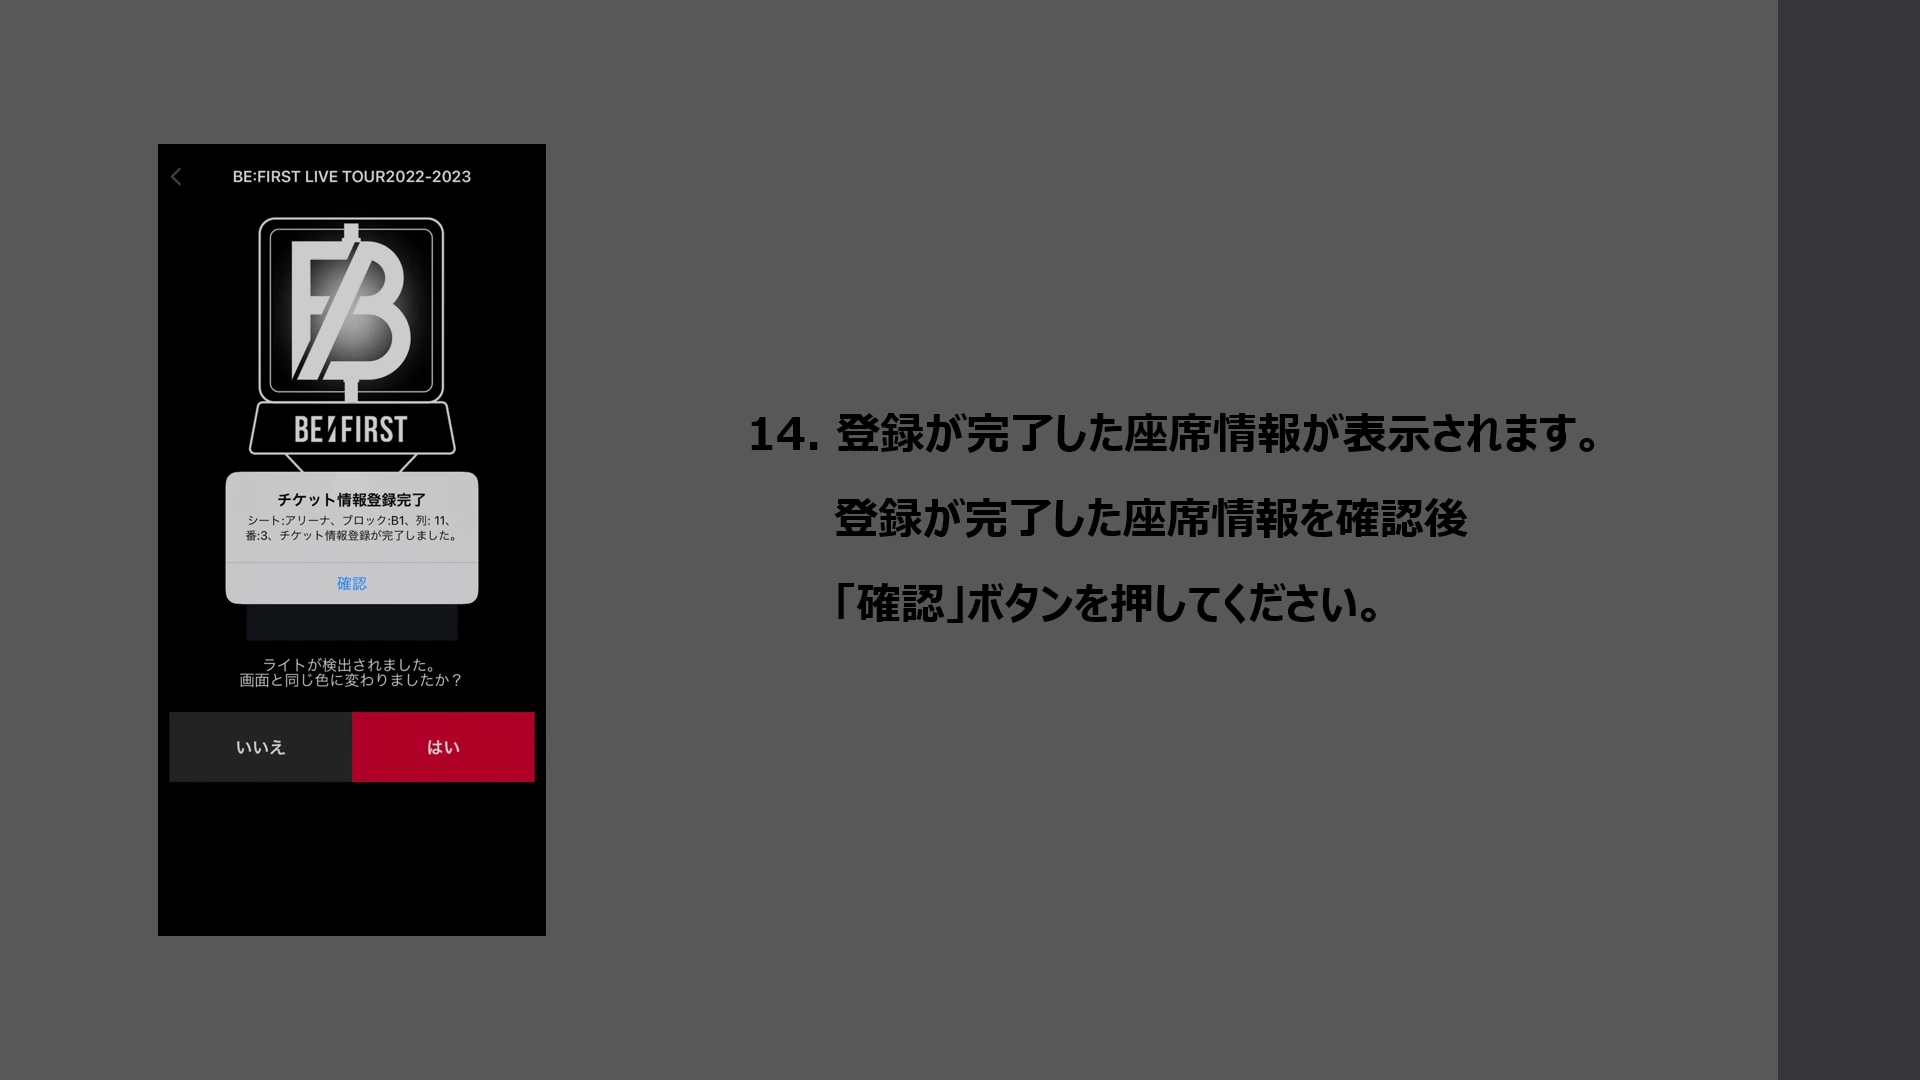 BE:FIRST LIVE TOUR2022-2023
BE:FIRST
チケット情報登録完了
シート:アリーナ、ブロック:B1、列: 11、
番:3、チケット情報登録が完了しました。
確認
ライトが検出されました。
画面と同じ色に変わりましたか？
いいえ
はい
14. 登録が完了した座席情報が表示されます。
登録が完了した座席情報を確認後
「確認」ボタンを押してください。